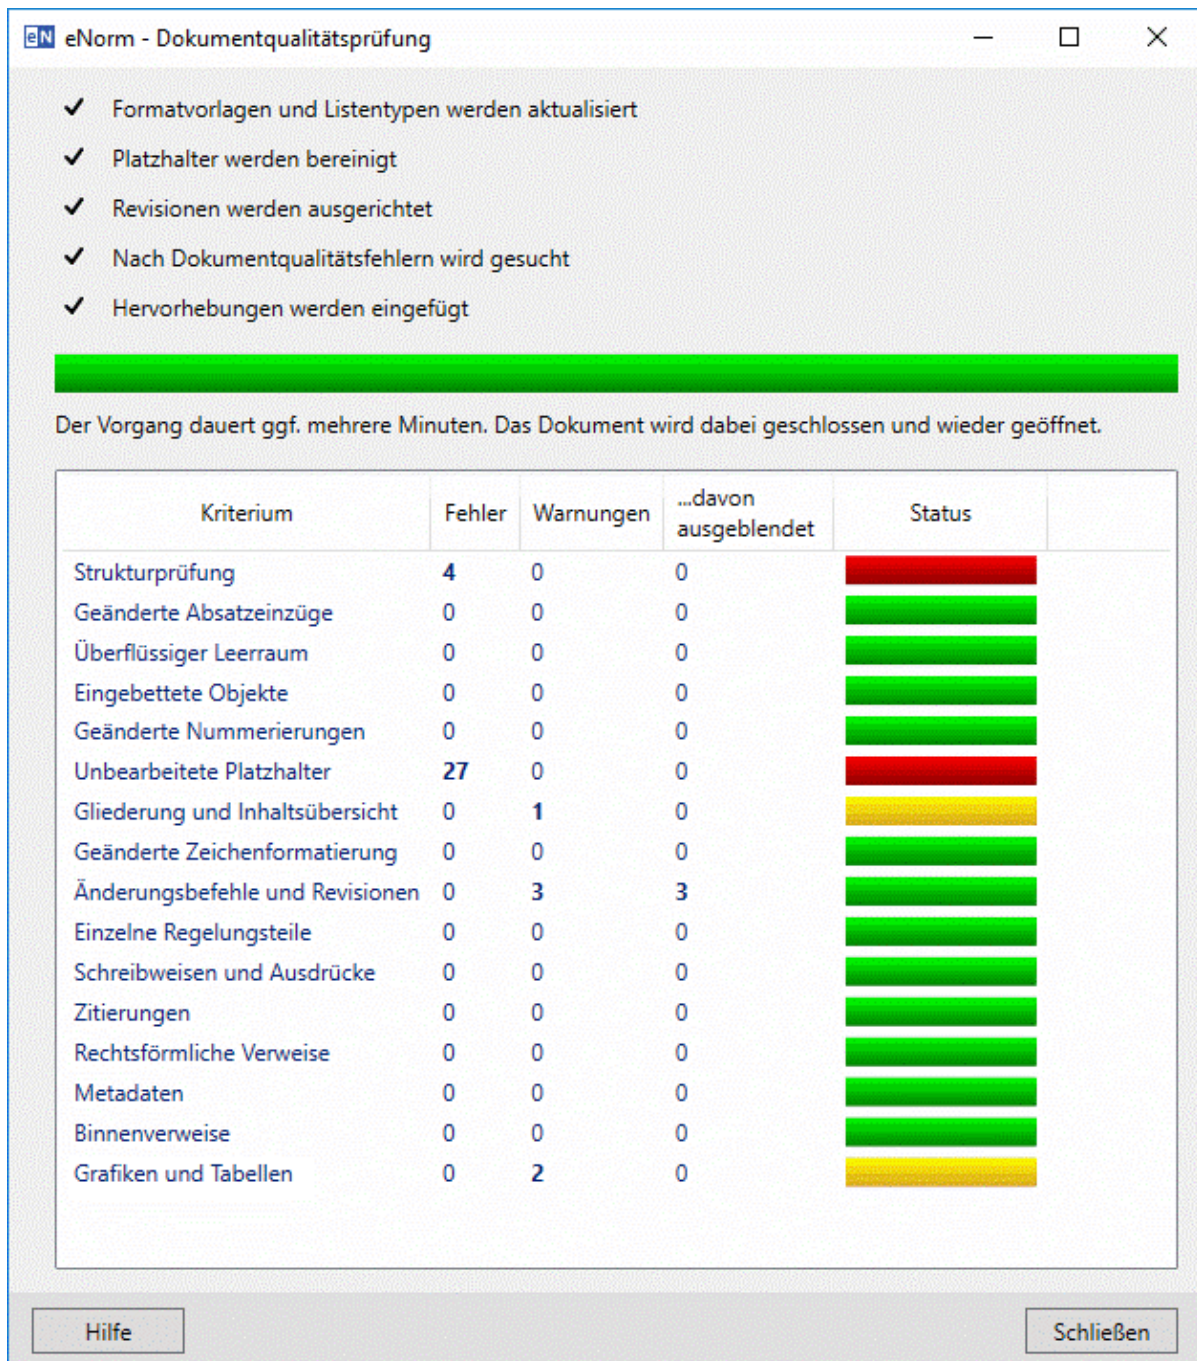 eN eNorm - Dokumentqualitätsprüfung
Formatvorlagen und Listentypen werden aktualisiert
Platzhalter werden bereinigt
Revisionen werden ausgerichtet
Nach Dokumentqualitätsfehlern wird gesucht
Hervorhebungen werden eingefügt
Der Vorgang dauert ggf. mehrere Minuten. Das Dokument wird dabei geschlossen und wieder geöffnet.
Kriterium Fehler Warnungen ...davon ausgeblendet Status
Strukturprüfung 4 0 0
Geänderte Absatzeinzüge 0 0 0
Überflüssiger Leerraum 0 0 0
Eingebettete Objekte 0 0 0
Geänderte Nummerierungen 0 0 0
Unbearbeitete Platzhalter 27 0 0
Gliederung und Inhaltsübersicht 0 1 0
Geänderte Zeichenformatierung 0 0 0
Änderungsbefehle und Revisionen 0 3 3
Einzelne Regelungsteile 0 0 0
Schreibweisen und Ausdrücke 0 0 0
Zitierungen 0 0 0
Rechtsförmliche Verweise 0 0 0
Metadaten 0 0 0
Binnenverweise 0 0 0
Grafiken und Tabellen 0 2 0
Hilfe Schließen